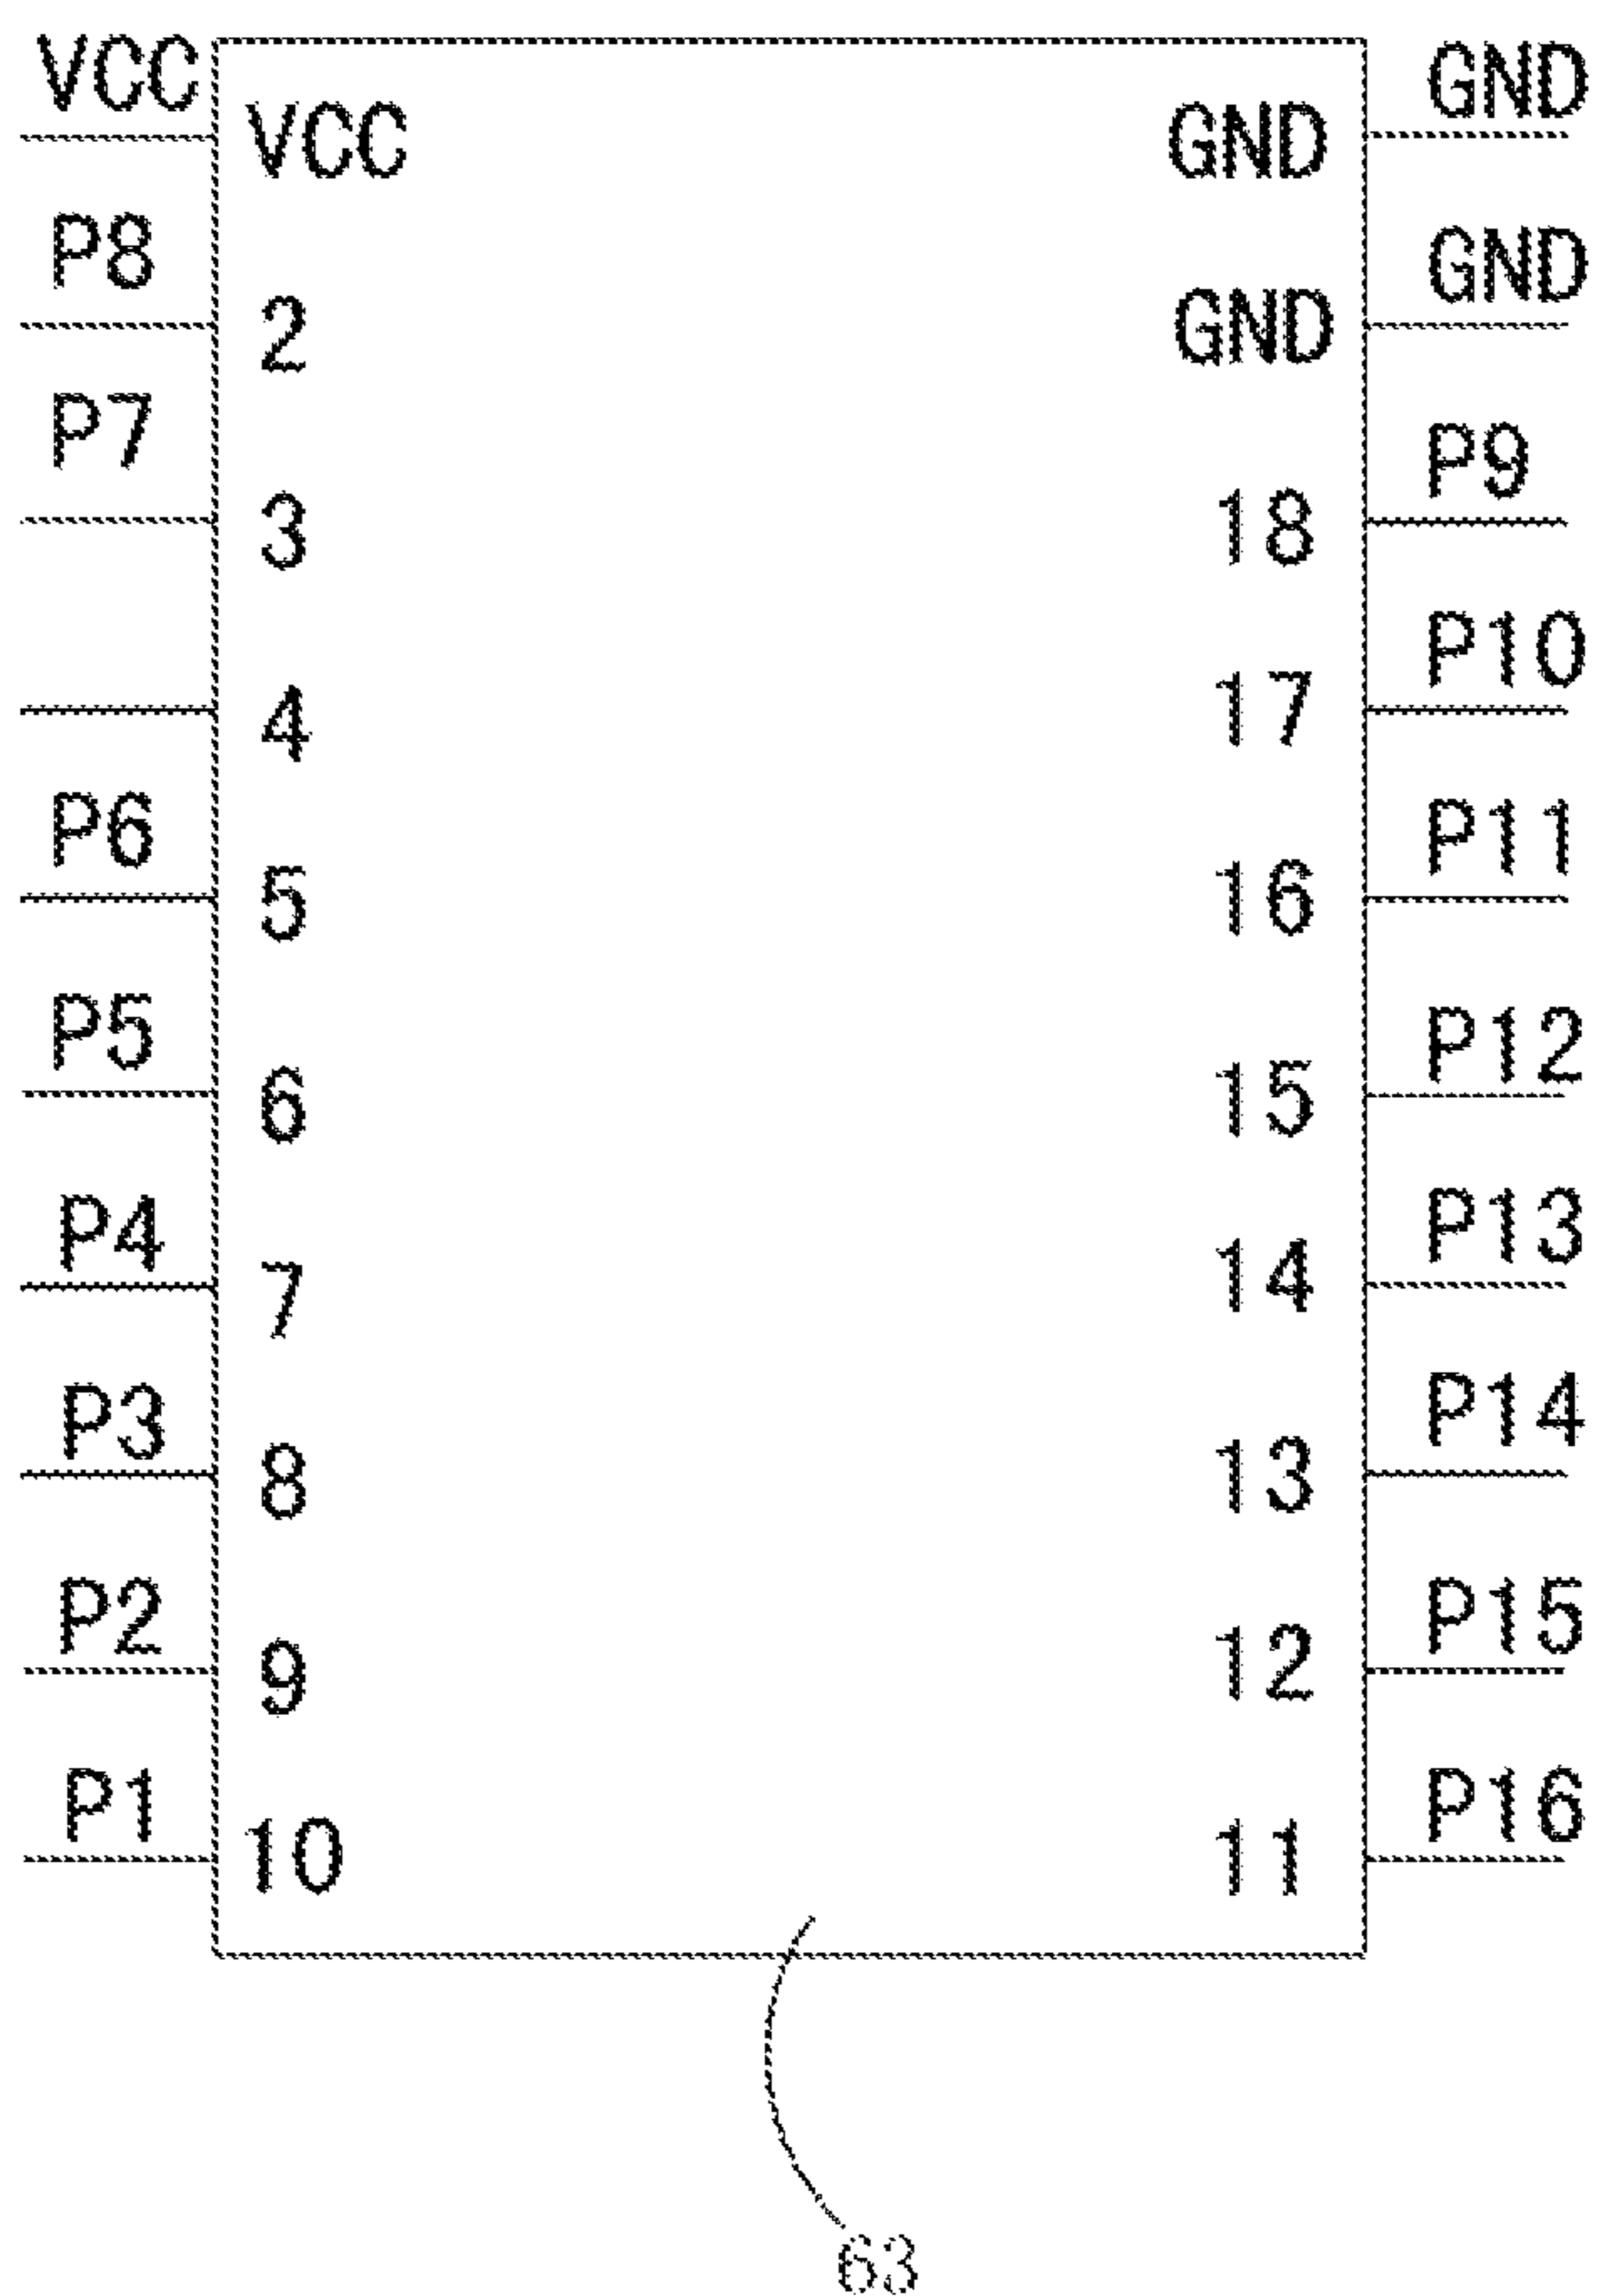 VCC GND
VCC GND
P8 GND
2 GND
P7 P9
3 18
P10
4 17
P6 P11
5 16
P5 P12
6 15
P4 P13
7 14
P3 P14
8 13
P2 P15
9 12
P1 P16
10 11
63